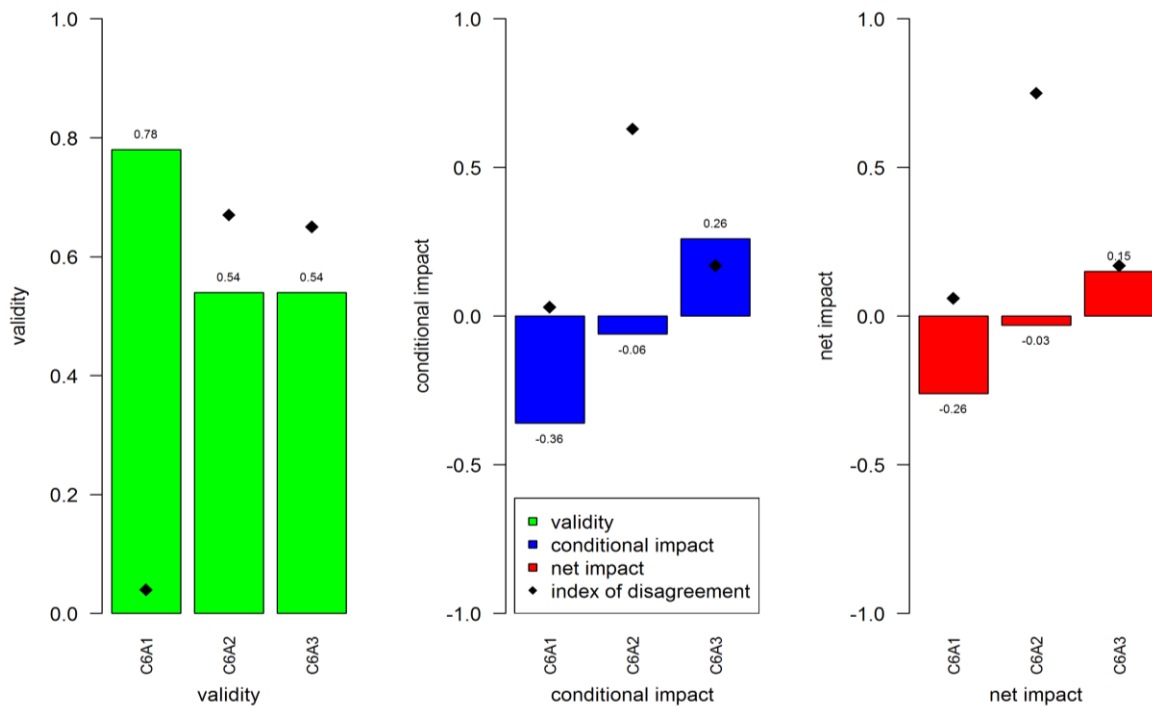 1.0
0.8
0.6
0.4
0.2
0.0
validity
0.78
0.54
0.54
C6A1
C6A2
C6A3
validity
1.0
0.5
0.0
-0.5
-1.0
conditional impact
-0.36
-0.06
0.26
validity
conditional impact
net impact
index of disagreement
C6A1
C6A2
C6A3
conditional impact
1.0
0.5
0.0
-0.5
-1.0
net impact
-0.26
-0.03
0.15
C6A1
C6A2
C6A3
net impact